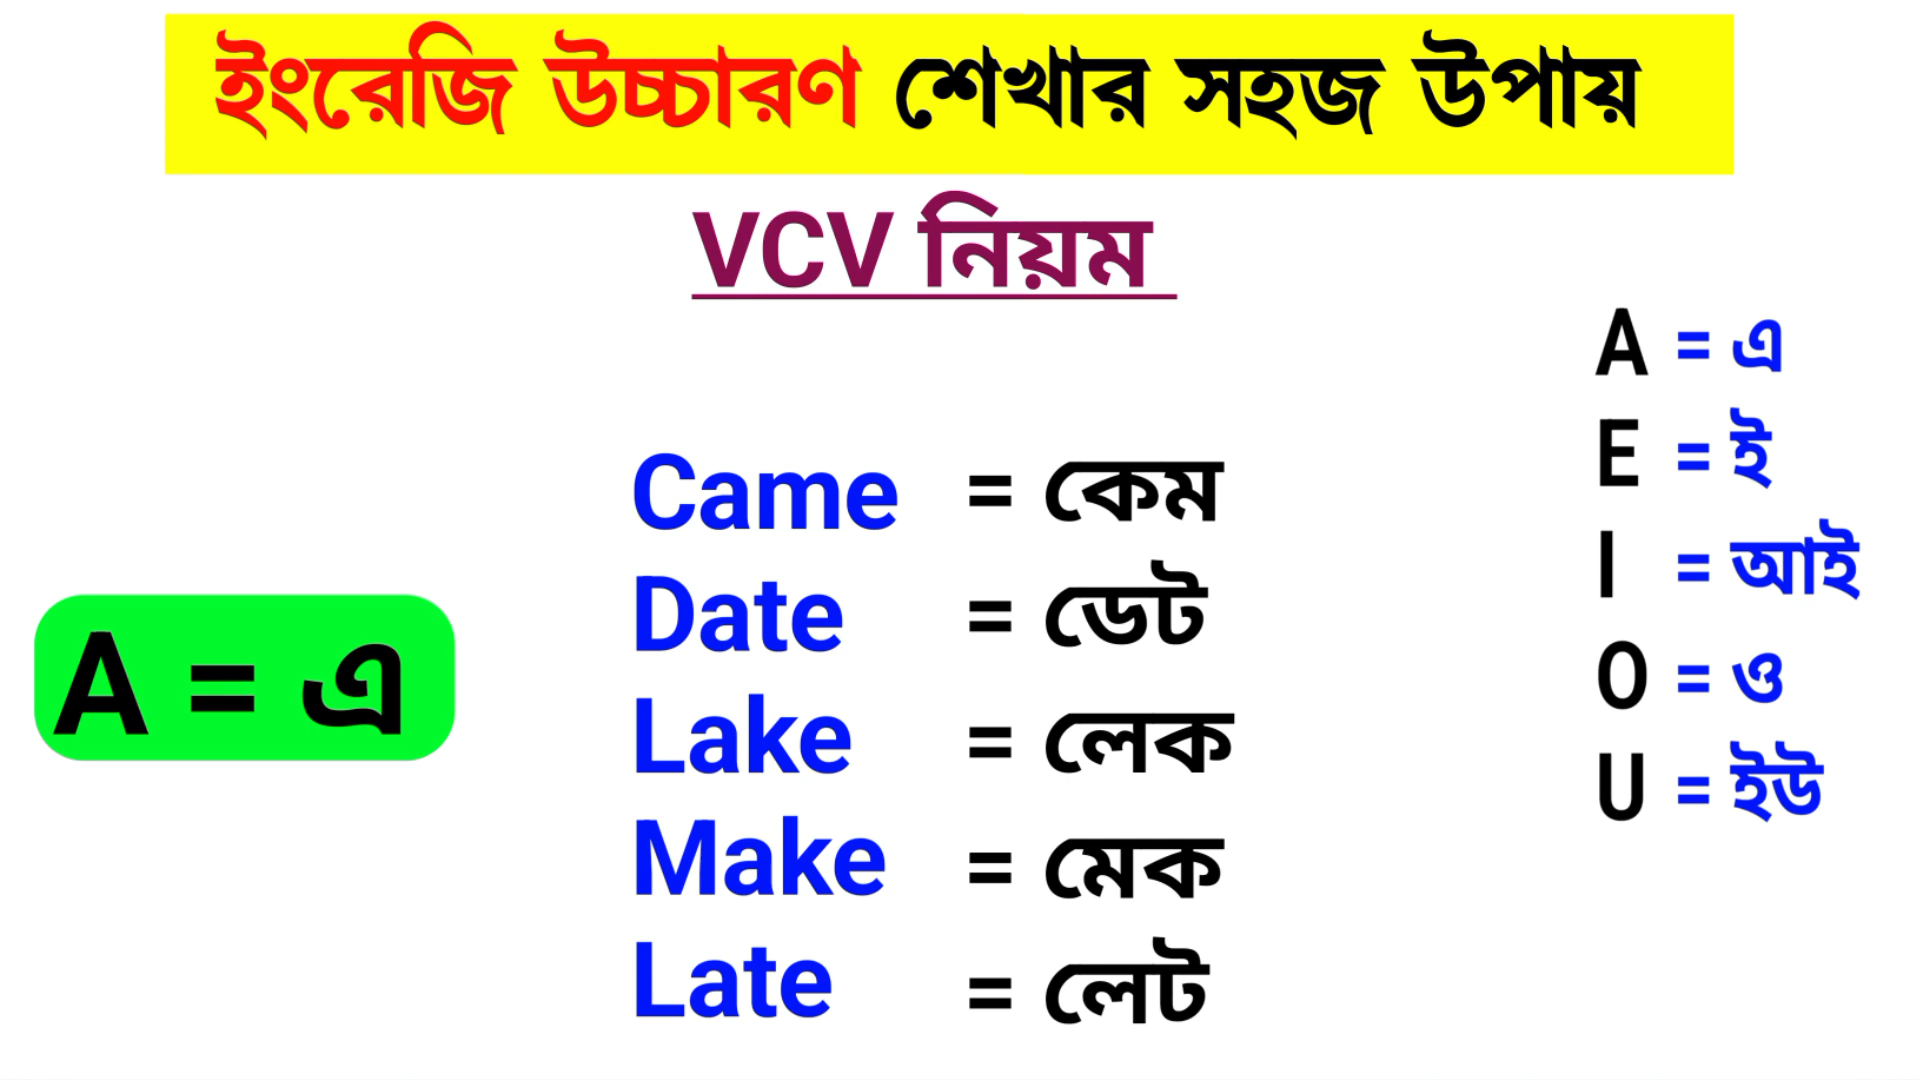 ইংরেজি উচ্চারণ শেখার সহজ উপায়
VCV নিয়ম
A = এ
Came = কেম
Date = ডেট
Lake = লেক
Make = মেক
Late = লেট
A = এ
E = ই
I = আই
O = ও
U = ইউ